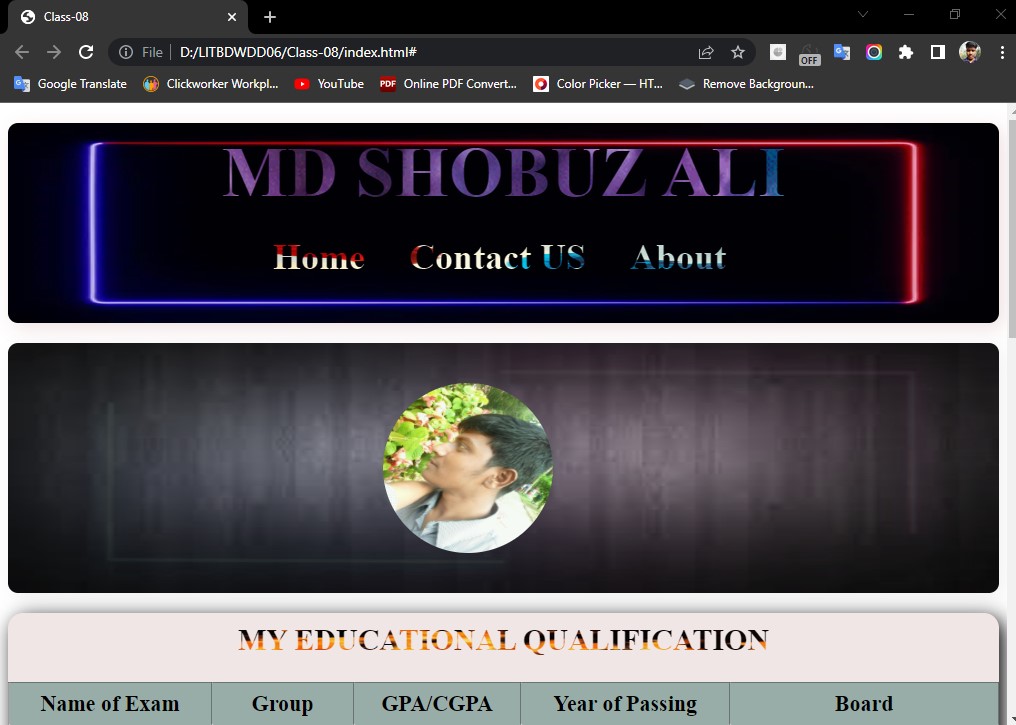 Class-08
File D:/LITBDWDD06/Class-08/index.html#
OFF
Google Translate Clickworker Workpl... YouTube PDF Online PDF Convert... Color Picker — HT... Remove Backgroun...
MD SHOBUZ ALI
Home Contact US About
MY EDUCATIONAL QUALIFICATION
Name of Exam Group GPA/CGPA Year of Passing Board